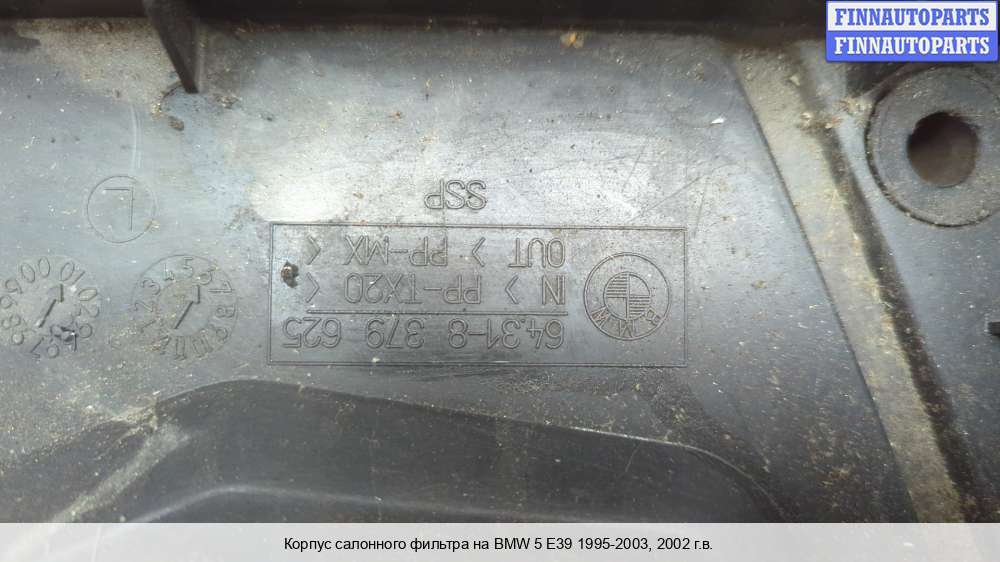 FINNAUTOPARTS
FINNAUTOPARTS
64.31-8 379 625
IN > PP-TX20 <
OUT > PP-MX <
BMW
SSP
L
Корпус салонного фильтра на BMW 5 E39 1995-2003, 2002 г.в.